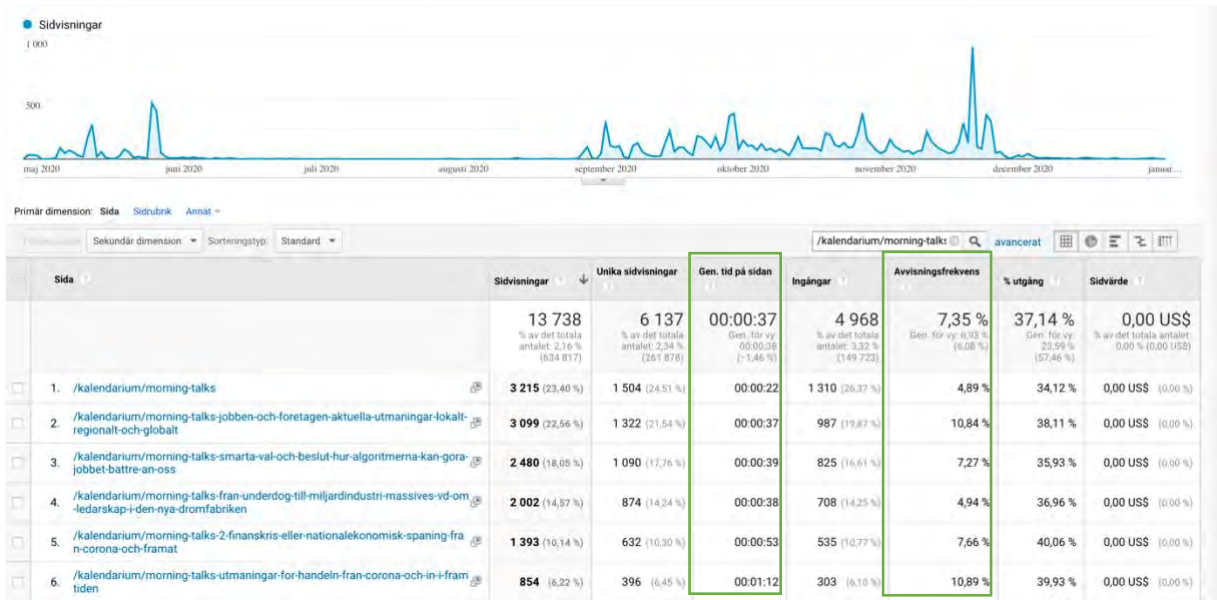 Sidvisningar
1 000
500
maj 2020 juni 2020 juli 2020 augusti 2020 september 2020 oktober 2020 november 2020 december 2020 januar...
Primär dimension: Sida Sidrubrik Annat
Sekundär dimension Sorteringstyp: Standard /kalendarium/morning-talks avancerat
Sida Sidvisningar Unika sidvisningar Gen. tid på sidan Ingångar Avvisningsfrekvens % utgång Sidvärde
13 738 6 137 00:00:37 4 968 7,35 % 37,14 % 0,00 US$
% av det totala % av det totala Gen. för vy: % av det totala Gen. för vy: 6,93 % Gen. för vy: % av det totala antalet:
antalet: 2,16 % antalet: 2,34 % 00:00:38 antalet: 3,32 % (6,08 %) 23,59 % 0,00 % (0,00 US$)
(634 817) (261 878) (−1,46 %) (149 723) (57,46 %)
1. /kalendarium/morning-talks 3 215 (23,40 %) 1 504 (24,51 %) 00:00:22 1 310 (26,37 %) 4,89 % 34,12 % 0,00 US$ (0,00 %)
2. /kalendarium/morning-talks-jobben-och-foretagen-aktuella-utmaningar-lokalt-
regionalt-och-globalt 3 099 (22,56 %) 1 322 (21,54 %) 00:00:37 987 (19,87 %) 10,84 % 38,11 % 0,00 US$ (0,00 %)
3. /kalendarium/morning-talks-smarta-val-och-beslut-hur-algoritmerna-kan-gora-
jobbet-battre-an-oss 2 480 (18,05 %) 1 090 (17,76 %) 00:00:39 825 (16,61 %) 7,27 % 35,93 % 0,00 US$ (0,00 %)
4. /kalendarium/morning-talks-fran-underdog-till-miljardindustri-massives-vd-om
-ledarskap-i-den-nya-dromfabriken 2 002 (14,57 %) 874 (14,24 %) 00:00:38 708 (14,25 %) 4,94 % 36,96 % 0,00 US$ (0,00 %)
5. /kalendarium/morning-talks-2-finanskris-eller-nationalekonomisk-spaning-fra
n-corona-och-framat 1 393 (10,14 %) 632 (10,30 %) 00:00:53 535 (10,77 %) 7,66 % 40,06 % 0,00 US$ (0,00 %)
6. /kalendarium/morning-talks-utmaningar-for-handeln-fran-corona-och-in-i-fram
tiden 854 (6,22 %) 396 (6,45 %) 00:01:12 303 (6,10 %) 10,89 % 39,93 % 0,00 US$ (0,00 %)